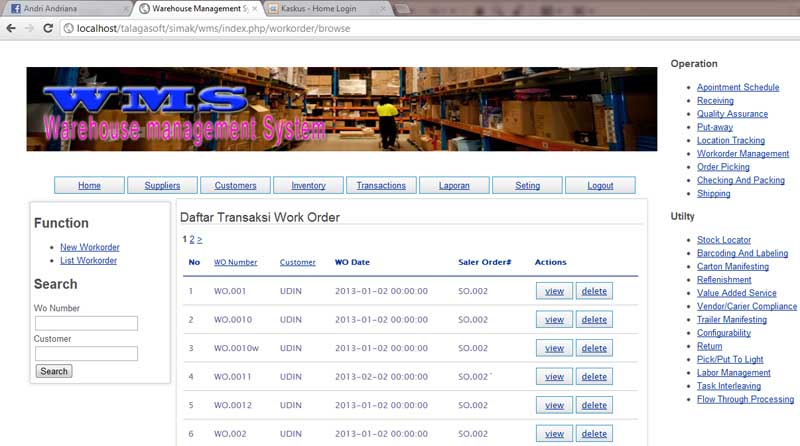 Andri Andriana
Warehouse Management Sy
Kaskus - Home Login
localhost/talagasoft/simak/wms/index.php/workorder/browse
WMS
Warehouse management System
Home Suppliers Customers Inventory Transactions Laporan Seting Logout
Function
New Workorder
List Workorder
Search
Wo Number
Customer
Search
Daftar Transaksi Work Order
1 2 >
No WO Number Customer WO Date Saler Order# Actions
1 WO.001 UDIN 2013-01-02 00:00:00 SO.002 view delete
2 WO.0010 UDIN 2013-01-02 00:00:00 SO.002 view delete
3 WO.0010w UDIN 2013-01-02 00:00:00 SO.002 view delete
4 WO.0011 UDIN 2013-02-02 00:00:00 SO.002` view delete
5 WO.0012 UDIN 2013-01-02 00:00:00 SO.002 view delete
6 WO.002 UDIN 2013-01-02 00:00:00 SO.002 view delete
Operation
Apointment Schedule
Receiving
Quality Assurance
Put-away
Location Tracking
Workorder Management
Order Picking
Checking And Packing
Shipping
Utilty
Stock Locator
Barcoding And Labeling
Carton Manifesting
Reflenishment
Value Added Service
Vendor/Carier Compliance
Trailer Manifesting
Configurability
Return
Pick/Put To Light
Labor Management
Task Interleaving
Flow Through Processing